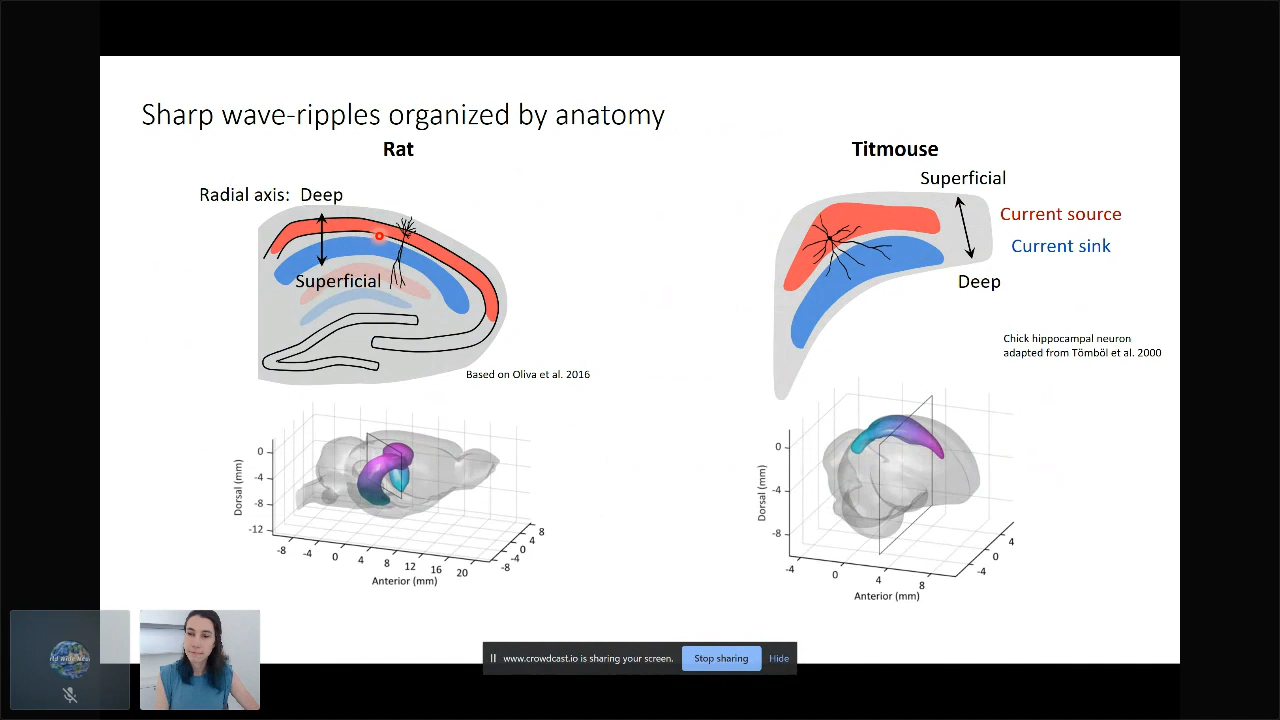 Sharp wave-ripples organized by anatomy
Rat
Radial axis: Deep
Superficial
Based on Oliva et al. 2016
Titmouse
Superficial
Current source
Current sink
Deep
Chick hippocampal neuron
adapted from Tömböl et al. 2000
Dorsal (mm)
0
-4
-8
-12
-8
-4
0
4
8
12
16
20
Anterior (mm)
8
4
0
-4
-8
Dorsal (mm)
0
-4
-8
-4
0
4
8
Anterior (mm)
4
0
-4
www.crowdcast.io is sharing your screen.
Stop sharing
Hide